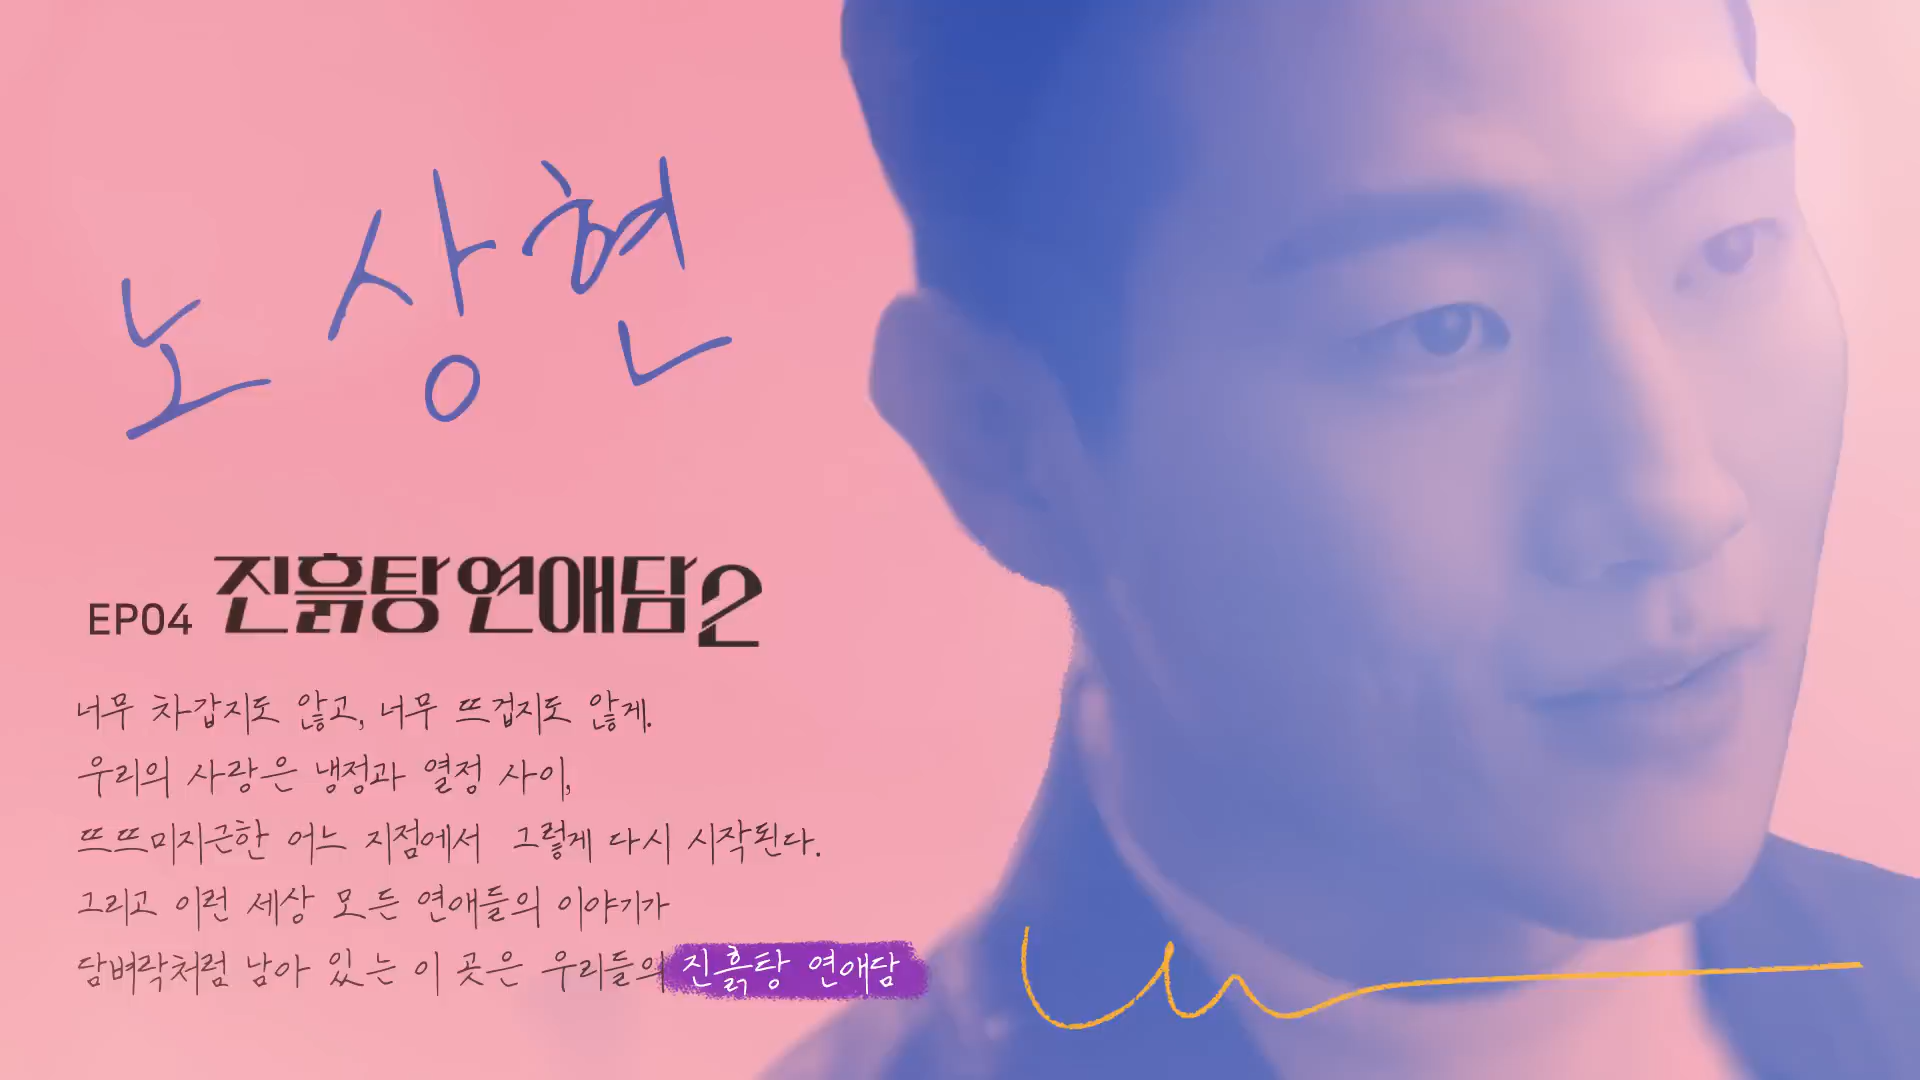 노상현
EP04 진흙탕 연애담2
너무 차갑지도 않고, 너무 뜨겁지도 않게.
우리의 사랑은 냉정과 열정 사이,
뜨뜨미지근한 어느 지점에서 그렇게 다시 시작된다.
그리고 이런 세상 모든 연애들의 이야기가
담벼락처럼 남아 있는 이 곳은 우리들의 진흙탕 연애담